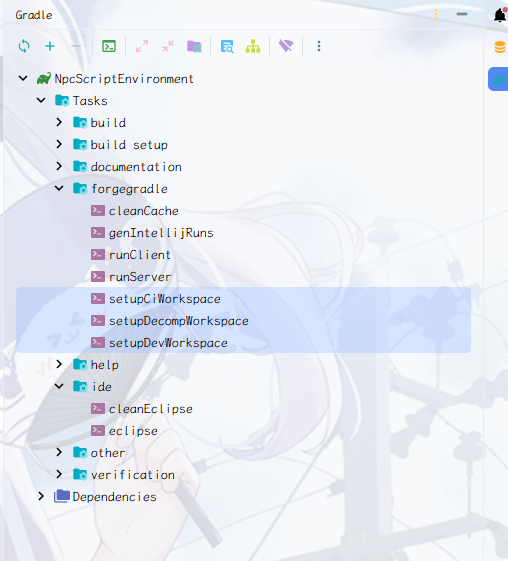 Gradle
NpcScriptEnvironment
Tasks
build
build setup
documentation
forgegradle
cleanCache
genIntellijRuns
runClient
runServer
setupCiWorkspace
setupDecompWorkspace
setupDevWorkspace
help
ide
cleanEclipse
eclipse
other
verification
Dependencies